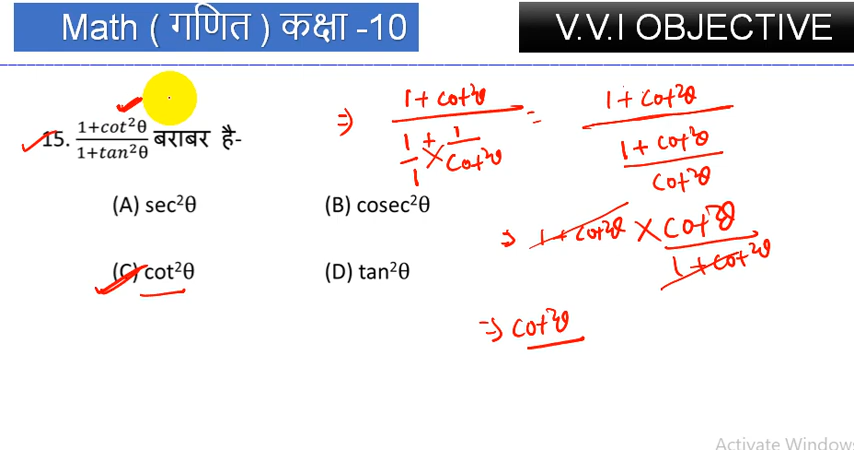 Math ( गणित ) कक्षा -10
V.V.I OBJECTIVE
15. 1+cot²θ / 1+tan²θ बराबर है-
(A) sec²θ (B) cosec²θ
(C) cot²θ (D) tan²θ
⇒ 1 + cot²θ / 1/1 + 1/cot²θ = 1 + cot²θ / 1 + cot²θ / cot²θ
⇒ 1 + cot²θ × cot²θ / 1 + cot²θ
⇒ cot²θ
Activate Windows